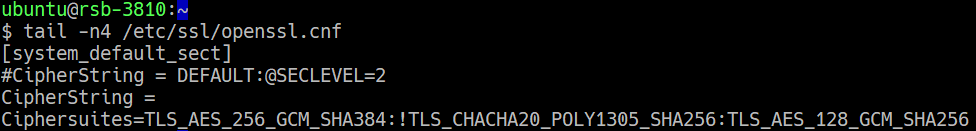 ubuntu@rsb-3810:~
$ tail -n4 /etc/ssl/openssl.cnf
[system_default_sect]
#CipherString = DEFAULT:@SECLEVEL=2
CipherString =
Ciphersuites=TLS_AES_256_GCM_SHA384:!TLS_CHACHA20_POLY1305_SHA256:TLS_AES_128_GCM_SHA256